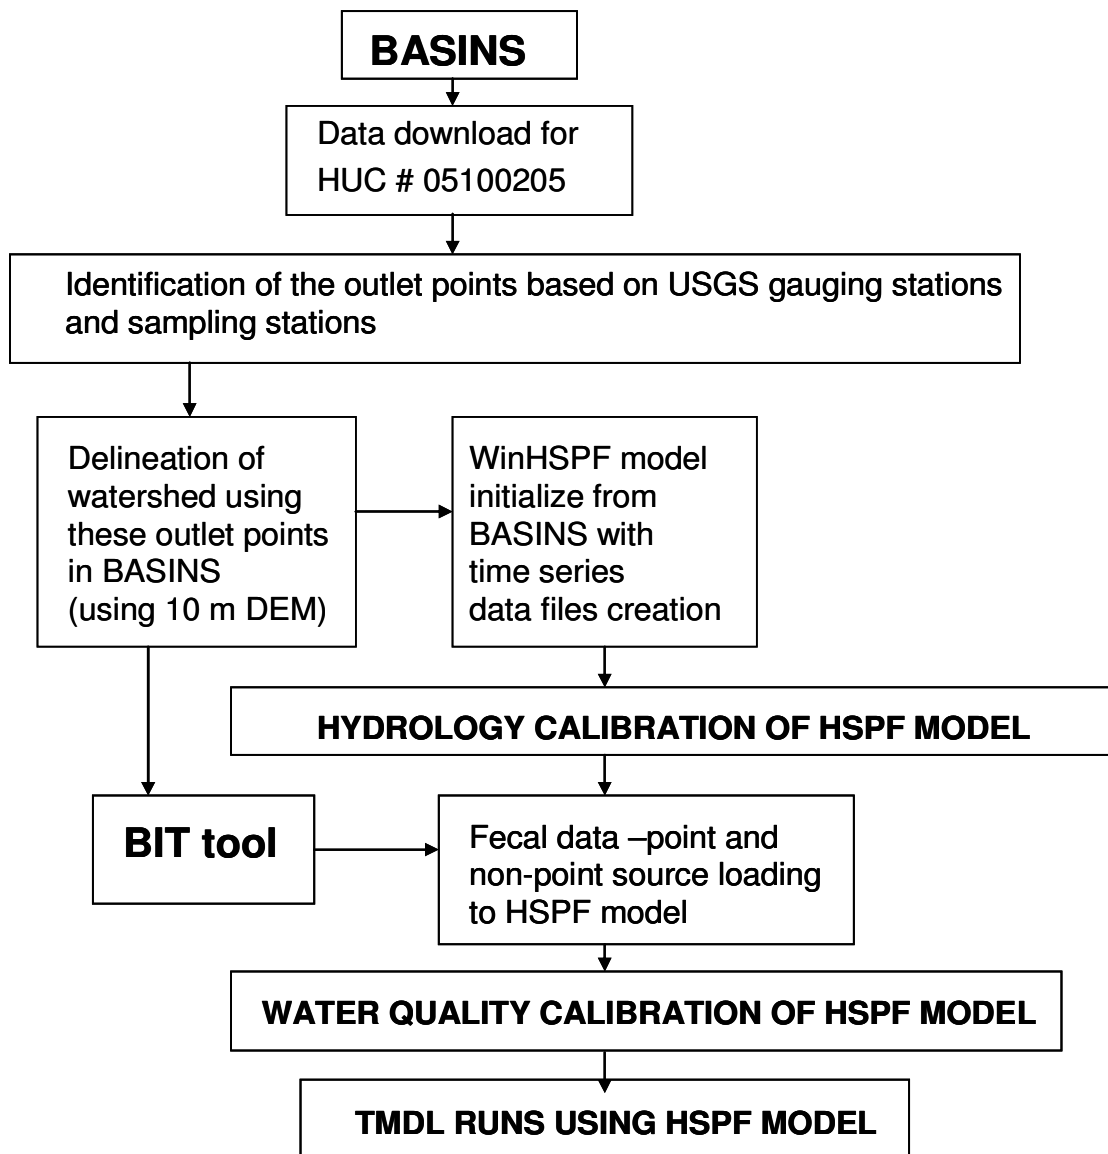 BASINS
Data download for
HUC # 05100205
Identification of the outlet points based on USGS gauging stations
and sampling stations
Delineation of
watershed using
these outlet points
in BASINS
(using 10 m DEM)
WinHSPF model
initialize from
BASINS with
time series
data files creation
HYDROLOGY CALIBRATION OF HSPF MODEL
BIT tool
Fecal data –point and
non-point source loading
to HSPF model
WATER QUALITY CALIBRATION OF HSPF MODEL
TMDL RUNS USING HSPF MODEL